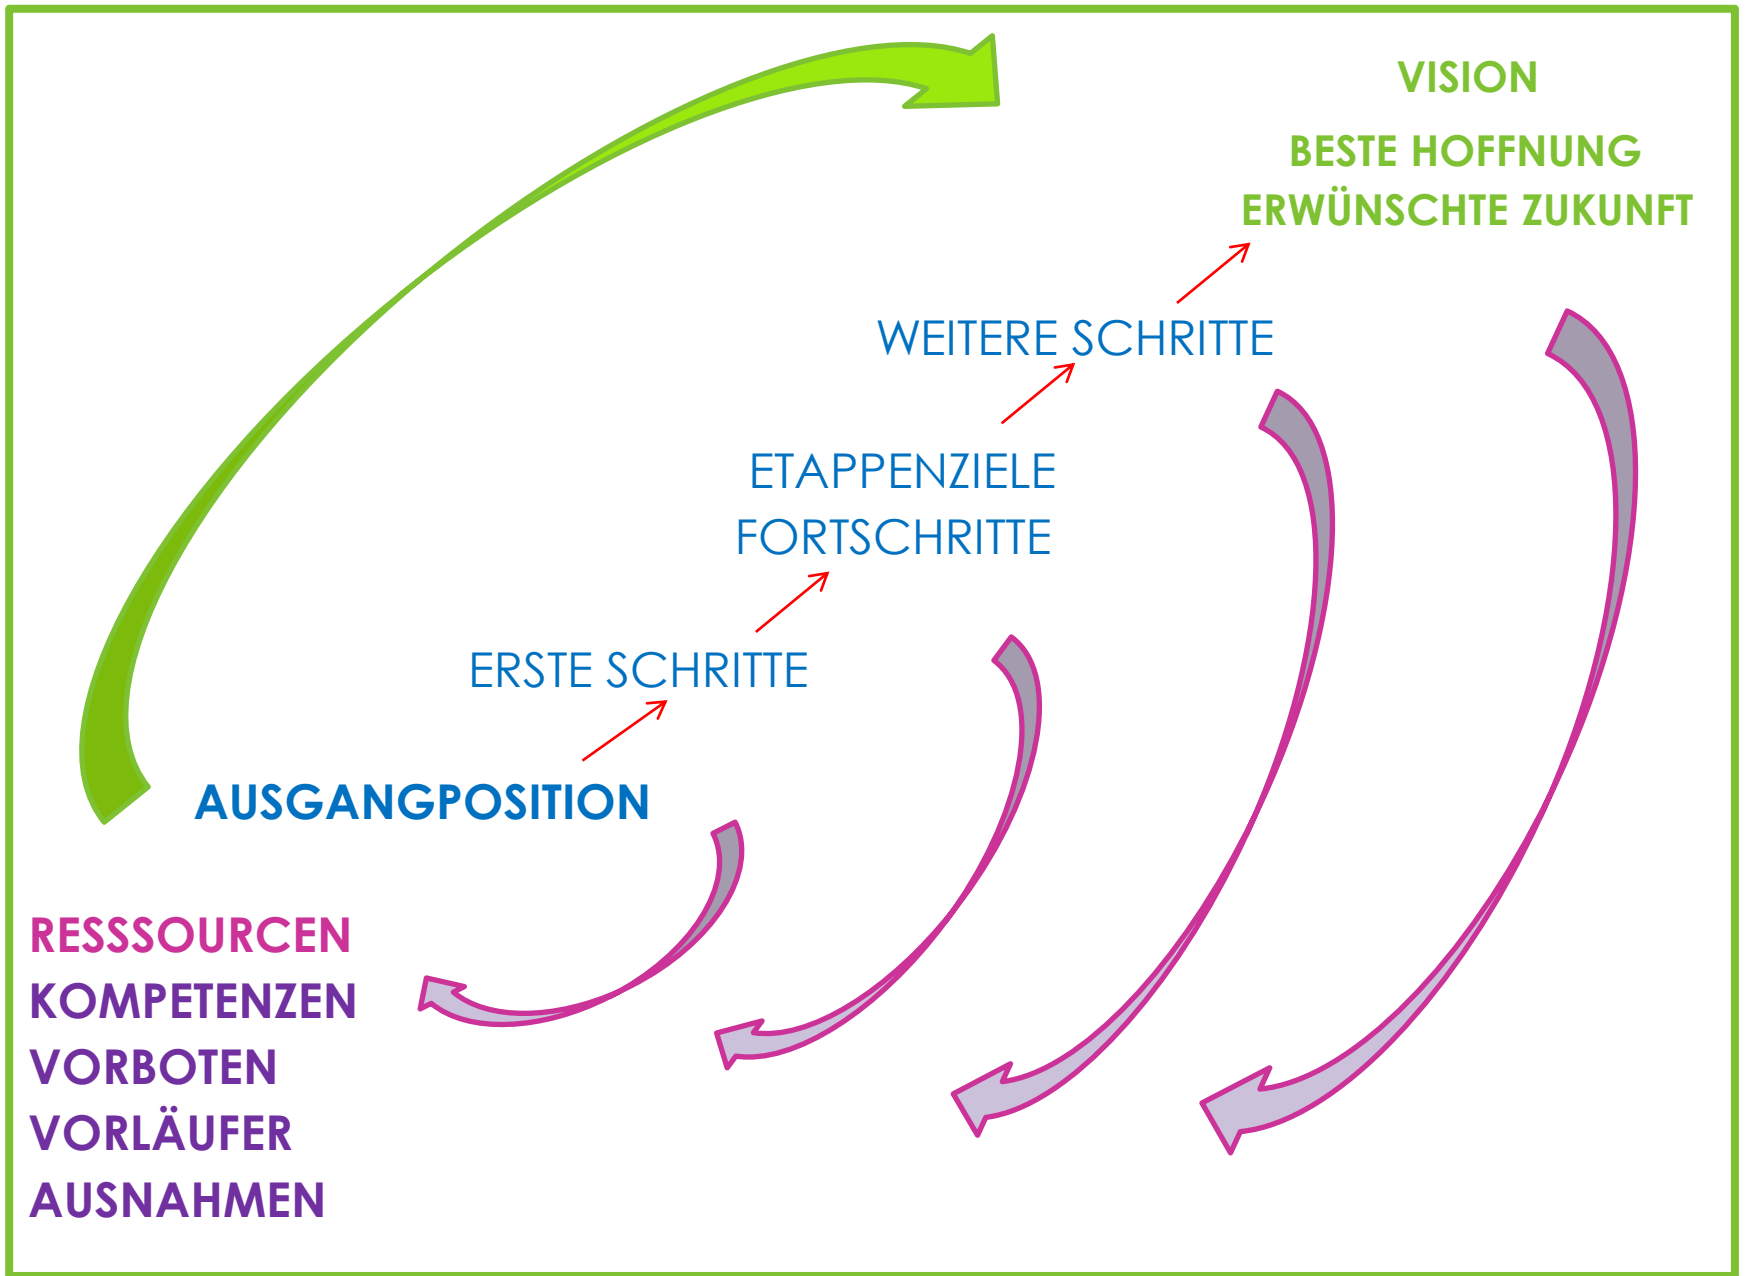 VISION
BESTE HOFFNUNG
ERWÜNSCHTE ZUKUNFT
WEITERE SCHRITTE
ETAPPENZIELE
FORTSCHRITTE
ERSTE SCHRITTE
AUSGANGPOSITION
RESSSOURCEN
KOMPETENZEN
VORBOTEN
VORLÄUFER
AUSNAHMEN